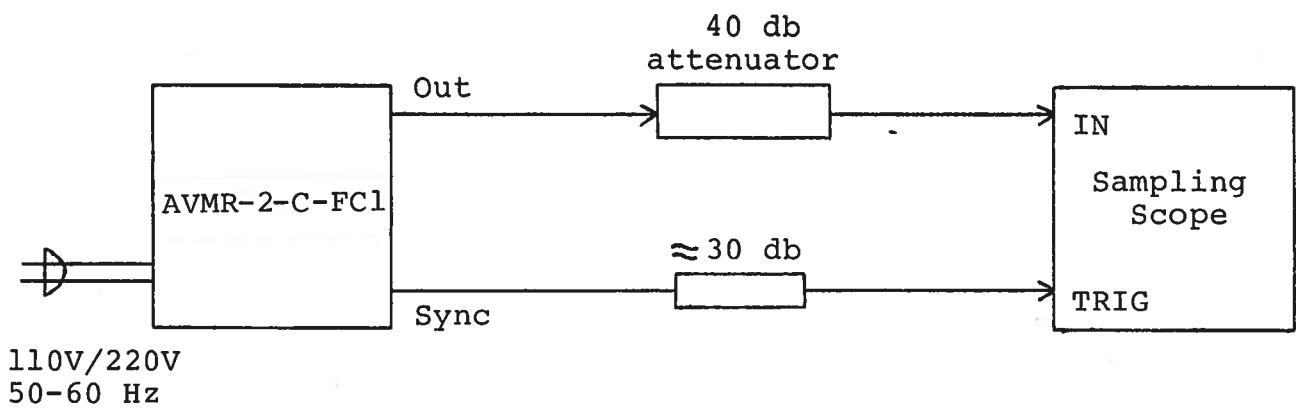 40 db
attenuator
Out
IN
AVMR-2-C-FC1
Sampling
Scope
≈ 30 db
Sync
TRIG
110V/220V
50-60 Hz